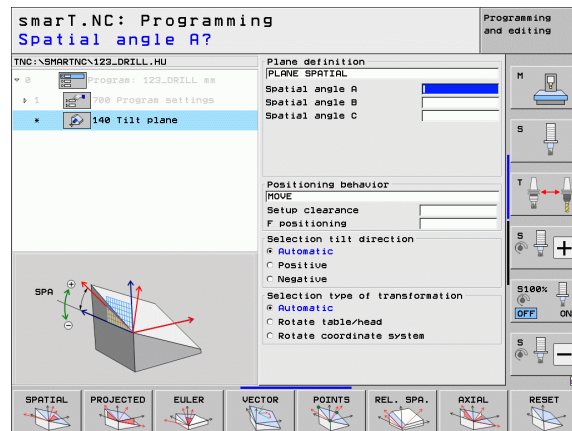 smarT.NC: Programming
Spatial angle A?
Programming
and editing
TNC:\SMARTNC\123_DRILL.HU
0 Program: 123_DRILL mm
1 700 Program settings
* 140 Tilt plane
SPA
+
-
Plane definition
PLANE SPATIAL
Spatial angle A
Spatial angle B
Spatial angle C
Positioning behavior
MOVE
Setup clearance
F positioning
Selection tilt direction
Automatic
Positive
Negative
Selection type of transformation
Automatic
Rotate table/head
Rotate coordinate system
M
S
T
S
+
S100%
OFF ON
S
-
SPATIAL PROJECTED EULER VECTOR POINTS REL. SPA. AXIAL RESET